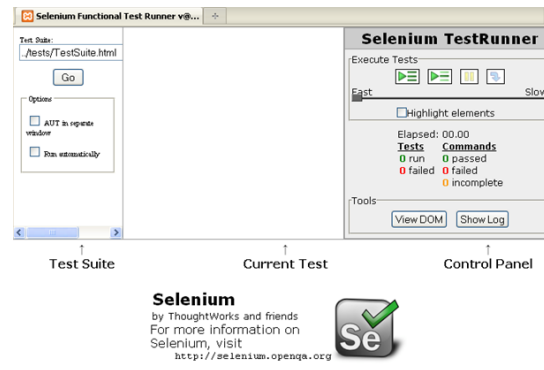 Selenium Functional Test Runner v@...
Test Suite:
../tests/TestSuite.html
Go
Options
AUT in separate
window
Run automatically
Selenium TestRunner
Execute Tests
Fast
Slow
Highlight elements
Elapsed: 00.00
Tests Commands
0 run 0 passed
0 failed 0 failed
0 incomplete
Tools
View DOM Show Log
Test Suite
Current Test
Control Panel
Selenium
by ThoughtWorks and friends
For more information on
Selenium, visit
http://selenium.openqa.org
Se